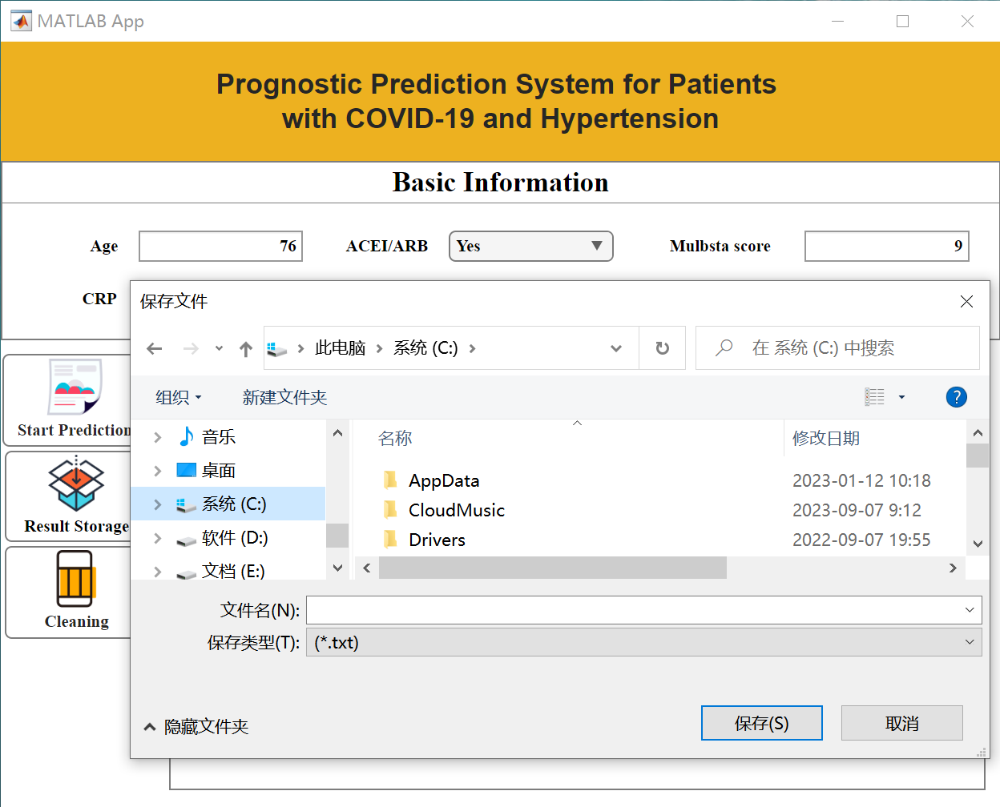 MATLAB App
Prognostic Prediction System for Patients
with COVID-19 and Hypertension
Basic Information
Age 76 ACEI/ARB Yes Mulbsta score 9
CRP
保存文件
此电脑 系统 (C:)
在 系统 (C:) 中搜索
组织 新建文件夹
Start Prediction
Result Storage
Cleaning
音乐
桌面
系统 (C:)
软件 (D:)
文档 (E:)
名称 修改日期
AppData 2023-01-12 10:18
CloudMusic 2023-09-07 9:12
Drivers 2022-09-07 19:55
文件名(N):
保存类型(T): (*.txt)
隐藏文件夹
保存(S) 取消